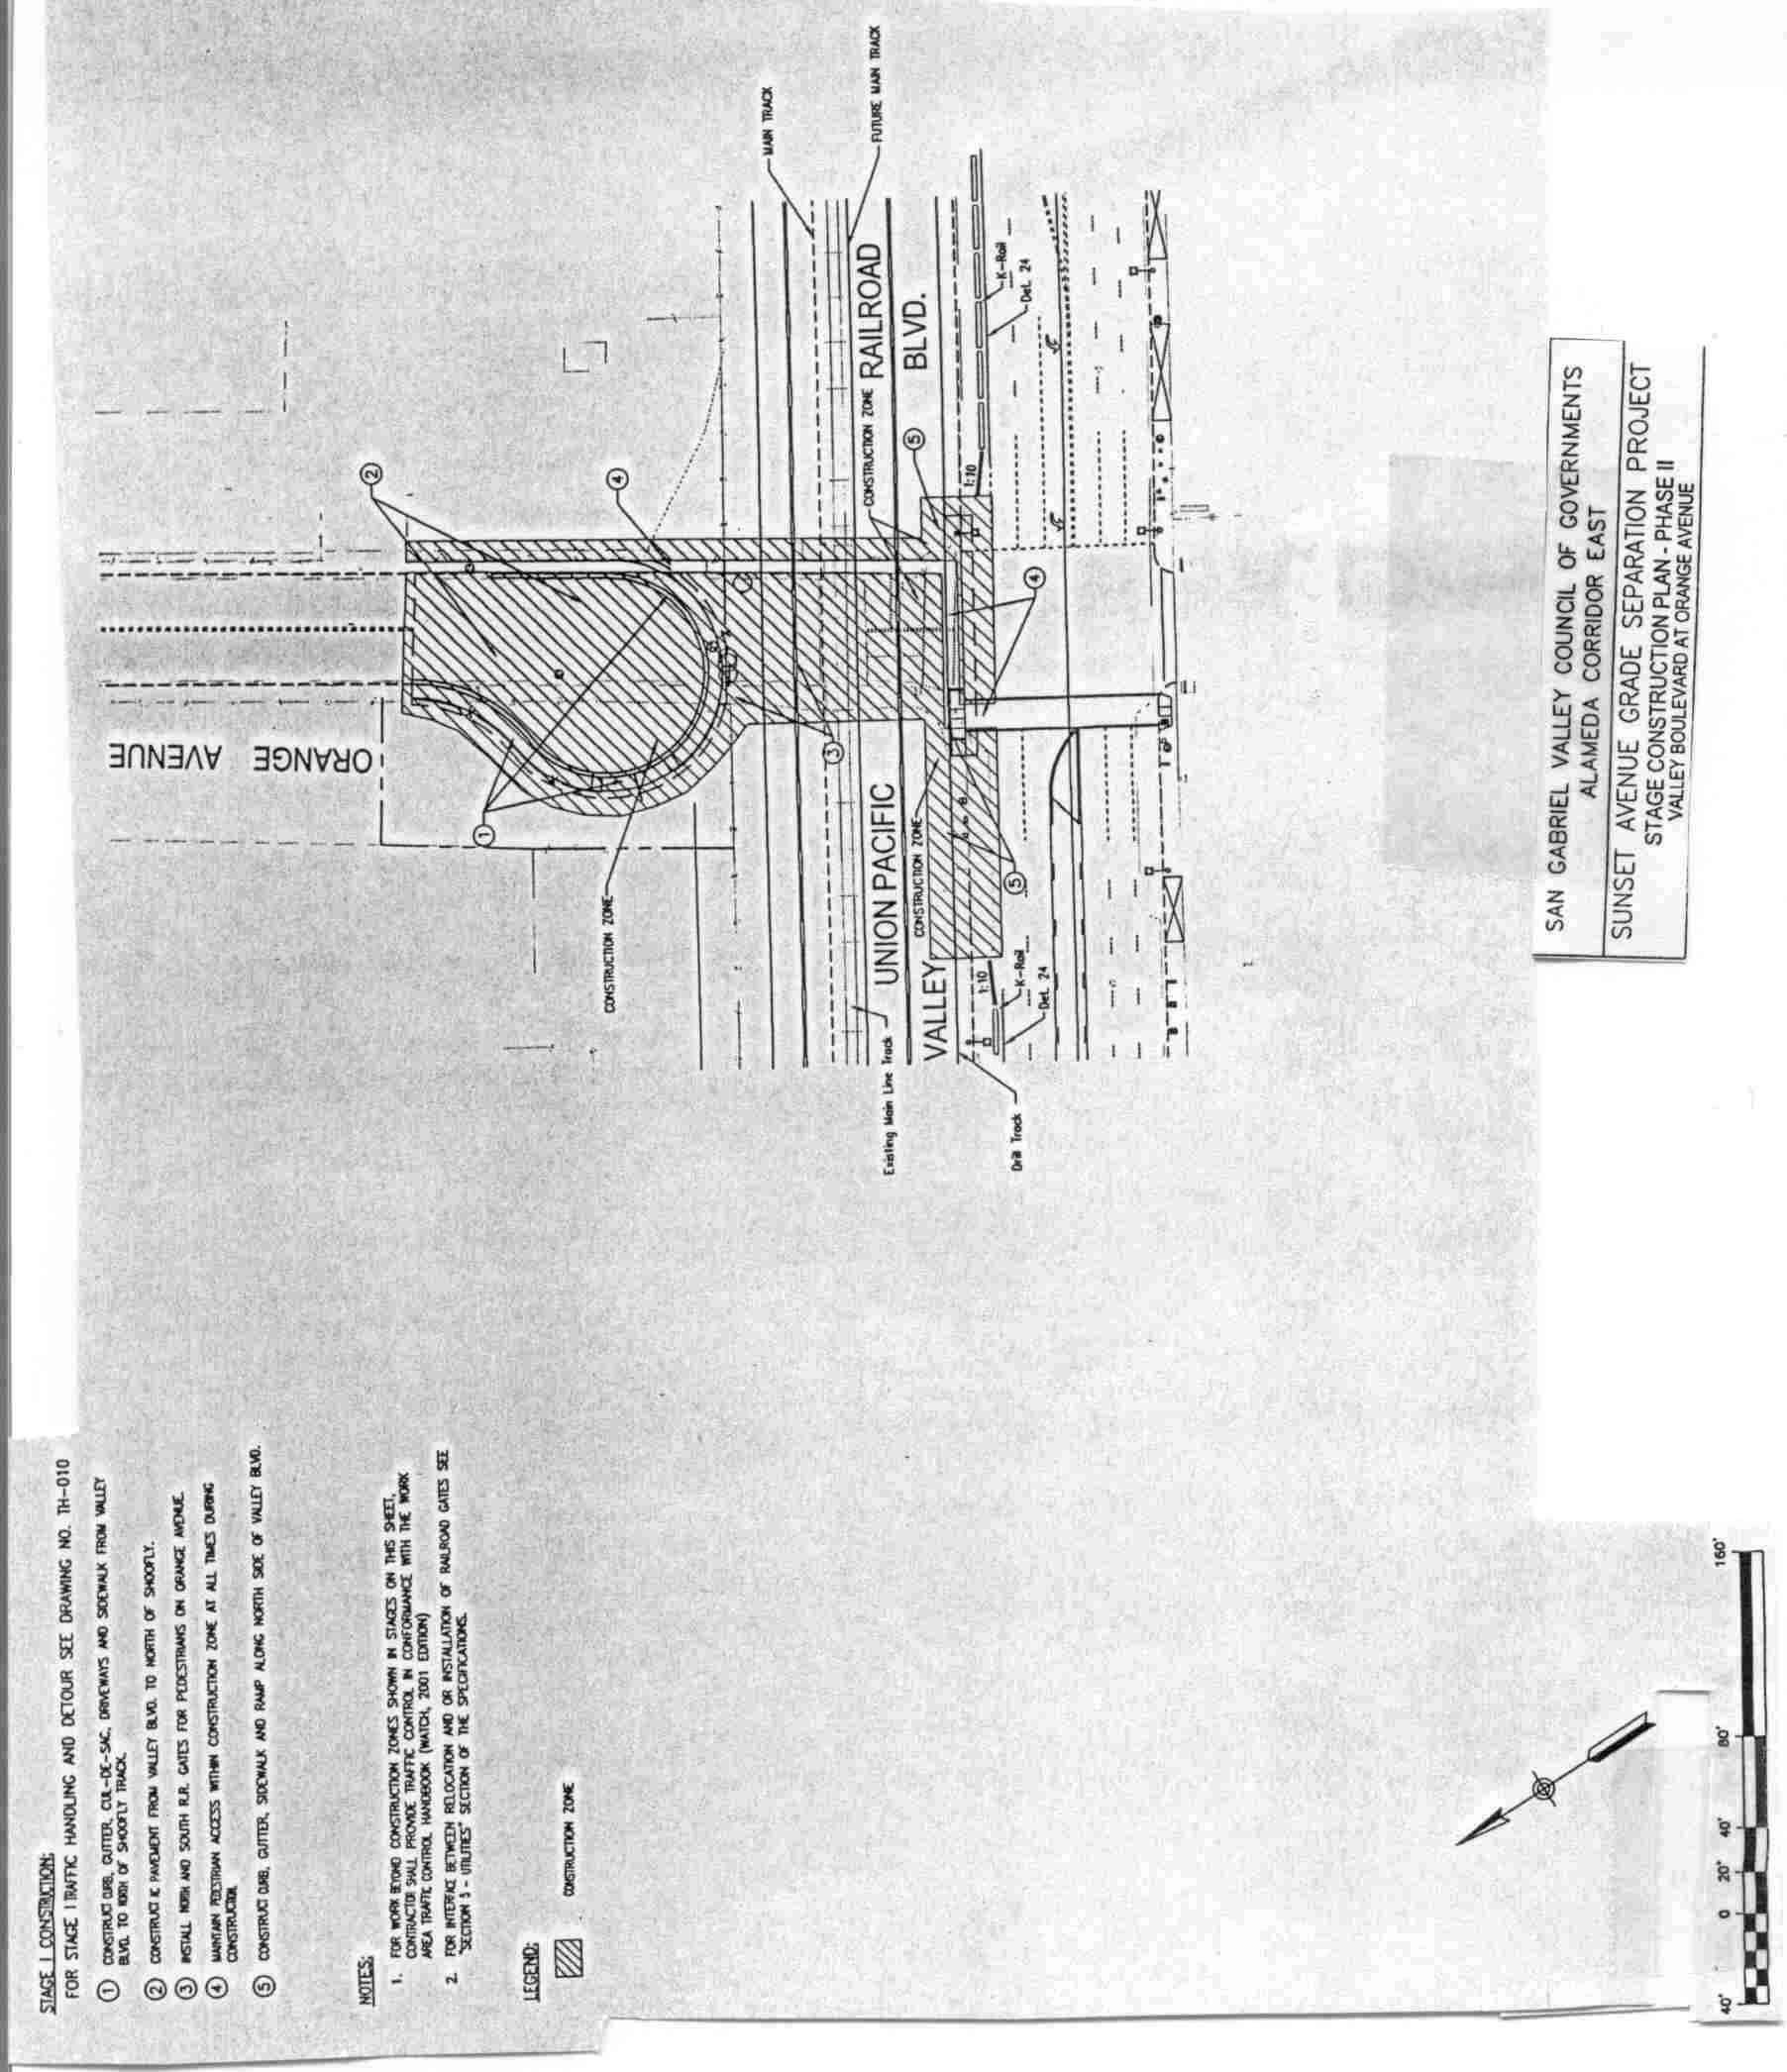 STAGE I CONSTRUCTION:
FOR STAGE I TRAFFIC HANDLING AND DETOUR SEE DRAWING NO. TH-010
① CONSTRUCT CURB, GUTTER, CUL-DE-SAC, DRIVEWAYS AND SIDEWALK FROM VALLEY
BLVD. TO NORTH OF SHOOFLY TRACK.
② CONSTRUCT AC PAVEMENT FROM VALLEY BLVD. TO NORTH OF SHOOFLY.
③ INSTALL NORTH AND SOUTH R.R. GATES FOR PEDESTRIANS ON ORANGE AVENUE.
④ MAINTAIN PEDESTRIAN ACCESS WITHIN CONSTRUCTION ZONE AT ALL TIMES DURING
CONSTRUCTION.
⑤ CONSTRUCT CURB, GUTTER, SIDEWALK AND RAMP ALONG NORTH SIDE OF VALLEY BLVD.
NOTES:
1. FOR WORK BEYOND CONSTRUCTION ZONES SHOWN IN STAGES ON THIS SHEET,
CONTRACTOR SHALL PROVIDE TRAFFIC CONTROL IN CONFORMANCE WITH THE WORK
AREA TRAFFIC CONTROL HANDBOOK (WATCH, 2001 EDITION)
2. FOR INTERFACE BETWEEN RELOCATION AND OR INSTALLATION OF RAILROAD GATES SEE
"SECTION 5 - UTILITIES" SECTION OF THE SPECIFICATIONS.
LEGEND:
CONSTRUCTION ZONE
ORANGE AVENUE
①
②
④
③
CONSTRUCTION ZONE
MAIN TRACK
FUTURE MAIN TRACK
UNION PACIFIC
RAILROAD
CONSTRUCTION ZONE
CONSTRUCTION ZONE
VALLEY
BLVD.
⑤
④
⑤
Existing Main Line Track
Drill Track
1:10
K-Rail
Det. 24
1:10
K-Rail
Det. 24
SAN GABRIEL VALLEY COUNCIL OF GOVERNMENTS
ALAMEDA CORRIDOR EAST
SUNSET AVENUE GRADE SEPARATION PROJECT
STAGE CONSTRUCTION PLAN - PHASE II
VALLEY BOULEVARD AT ORANGE AVENUE
40' 0 20' 40' 80' 160'